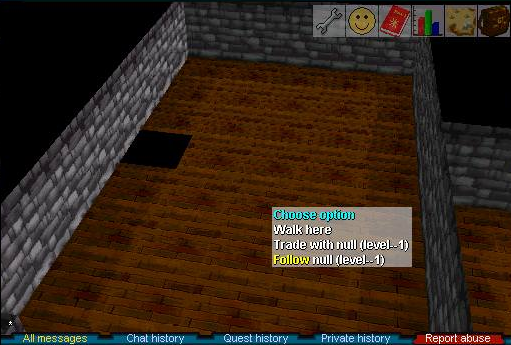 Choose option
Walk here
Trade with null (level--1)
Follow null (level--1)
*
All messages Chat history Quest history Private history Report abuse